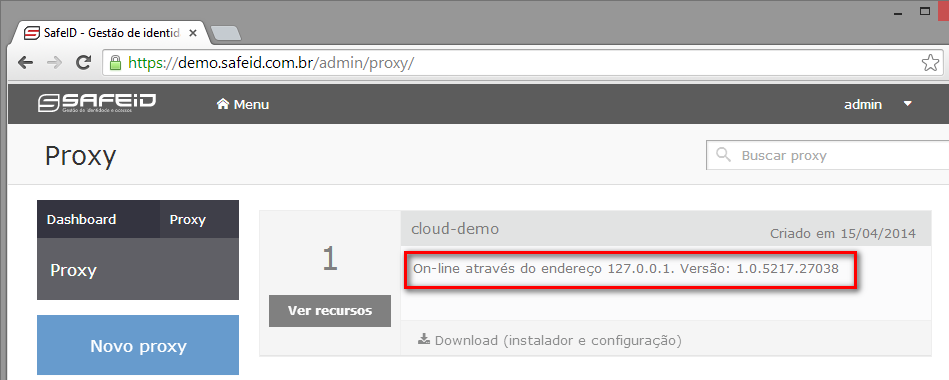 SafeID - Gestão de identid
https://demo.safeid.com.br/admin/proxy/
SAFEiD
Gestão de identidade e acessos
Menu
admin
Proxy
Buscar proxy
Dashboard
Proxy
Proxy
Novo proxy
1
Ver recursos
cloud-demo
Criado em 15/04/2014
On-line através do endereço 127.0.0.1. Versão: 1.0.5217.27038
Download (instalador e configuração)